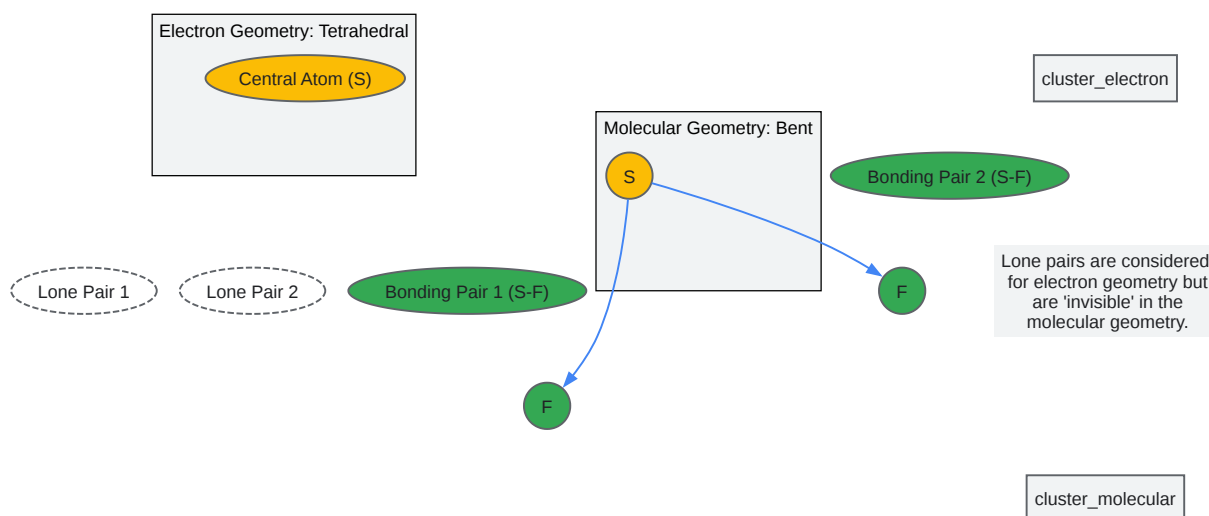 Electron Geometry: Tetrahedral
Central Atom (S)
cluster_electron
Molecular Geometry: Bent
S
Bonding Pair 2 (S-F)
Lone Pair 1
Lone Pair 2
Bonding Pair 1 (S-F)
F
Lone pairs are considered
for electron geometry but
are 'invisible' in the
molecular geometry.
F
cluster_molecular